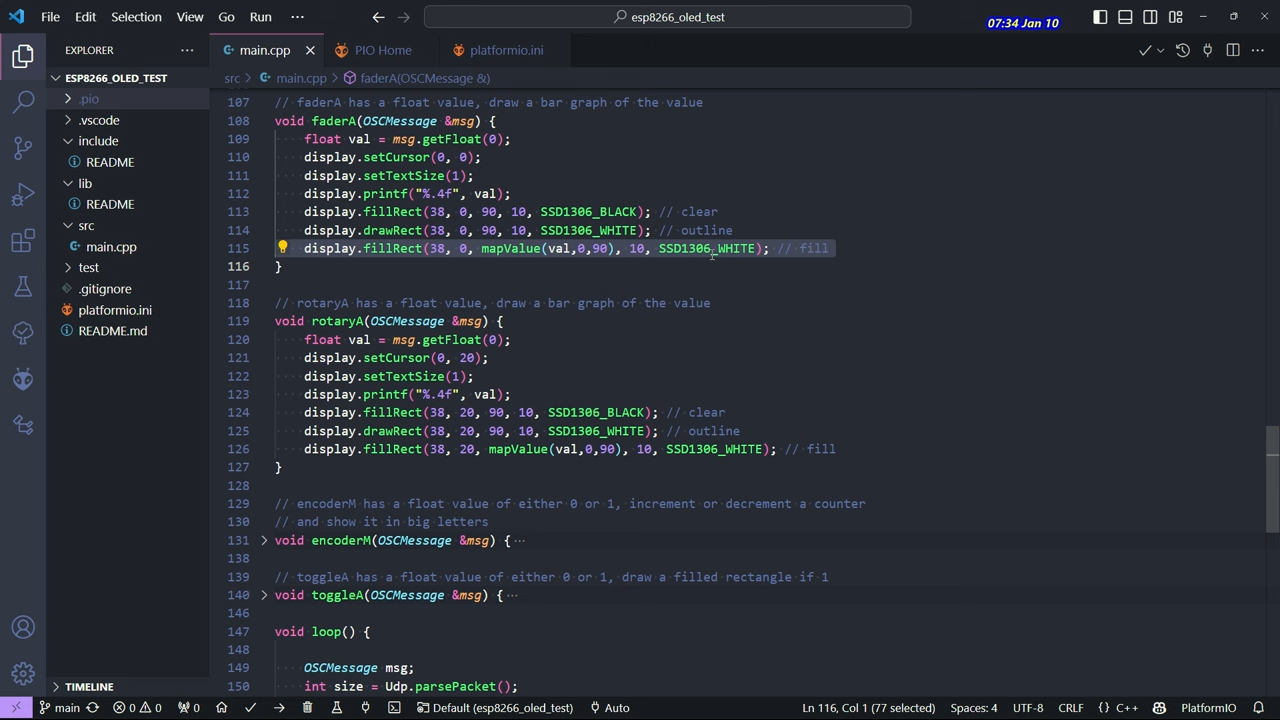 File Edit Selection View Go Run ··· esp8266_oled_test 07:34 Jan 10
EXPLORER ···
main.cpp PIO Home platformio.ini
ESP8266_OLED_TEST
src > main.cpp > faderA(OSCMessage &)
.pio
.vscode
include
README
lib
README
src
main.cpp
test
.gitignore
platformio.ini
README.md
107 // faderA has a float value, draw a bar graph of the value
108 void faderA(OSCMessage &msg) {
109 float val = msg.getFloat(0);
110 display.setCursor(0, 0);
111 display.setTextSize(1);
112 display.printf("%.4f", val);
113 display.fillRect(38, 0, 90, 10, SSD1306_BLACK); // clear
114 display.drawRect(38, 0, 90, 10, SSD1306_WHITE); // outline
115 display.fillRect(38, 0, mapValue(val,0,90), 10, SSD1306_WHITE); // fill
116 }
117
118 // rotaryA has a float value, draw a bar graph of the value
119 void rotaryA(OSCMessage &msg) {
120 float val = msg.getFloat(0);
121 display.setCursor(0, 20);
122 display.setTextSize(1);
123 display.printf("%.4f", val);
124 display.fillRect(38, 20, 90, 10, SSD1306_BLACK); // clear
125 display.drawRect(38, 20, 90, 10, SSD1306_WHITE); // outline
126 display.fillRect(38, 20, mapValue(val,0,90), 10, SSD1306_WHITE); // fill
127 }
128
129 // encoderM has a float value of either 0 or 1, increment or decrement a counter
130 // and show it in big letters
131 void encoderM(OSCMessage &msg) { ···
138
139 // toggleA has a float value of either 0 or 1, draw a filled rectangle if 1
140 void toggleA(OSCMessage &msg) { ···
146
147 void loop() {
148
149 OSCMessage msg;
150 int size = Udp.parsePacket();
TIMELINE
main 0 0 0 Default (esp8266_oled_test) Auto Ln 116, Col 1 (77 selected) Spaces: 4 UTF-8 CRLF {} C++ PlatformIO